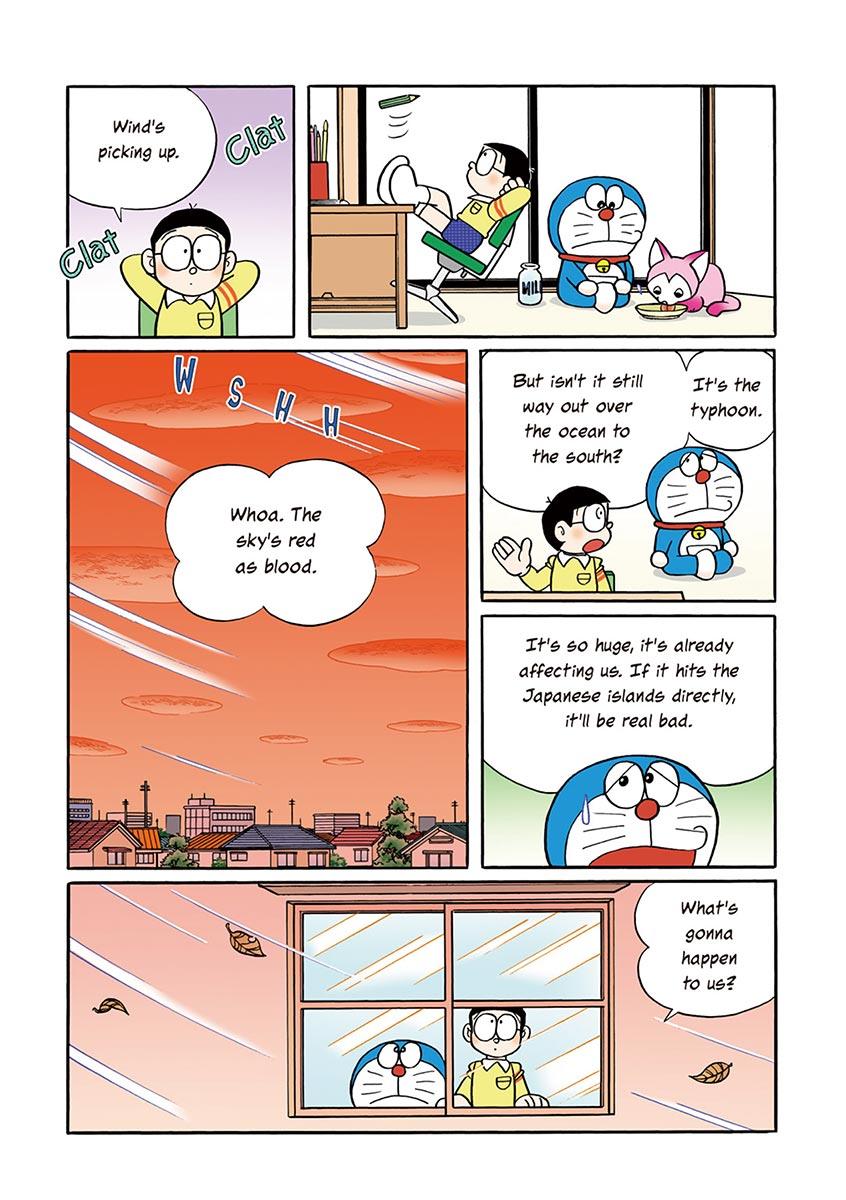 Wind's
picking up.
Clat
Clat
MIL
It's the
typhoon.
But isn't it still
way out over
the ocean to
the south?
WSHH
Whoa. The
sky's red
as blood.
It's so huge, it's already
affecting us. If it hits the
Japanese islands directly,
it'll be real bad.
What's
gonna
happen
to us?